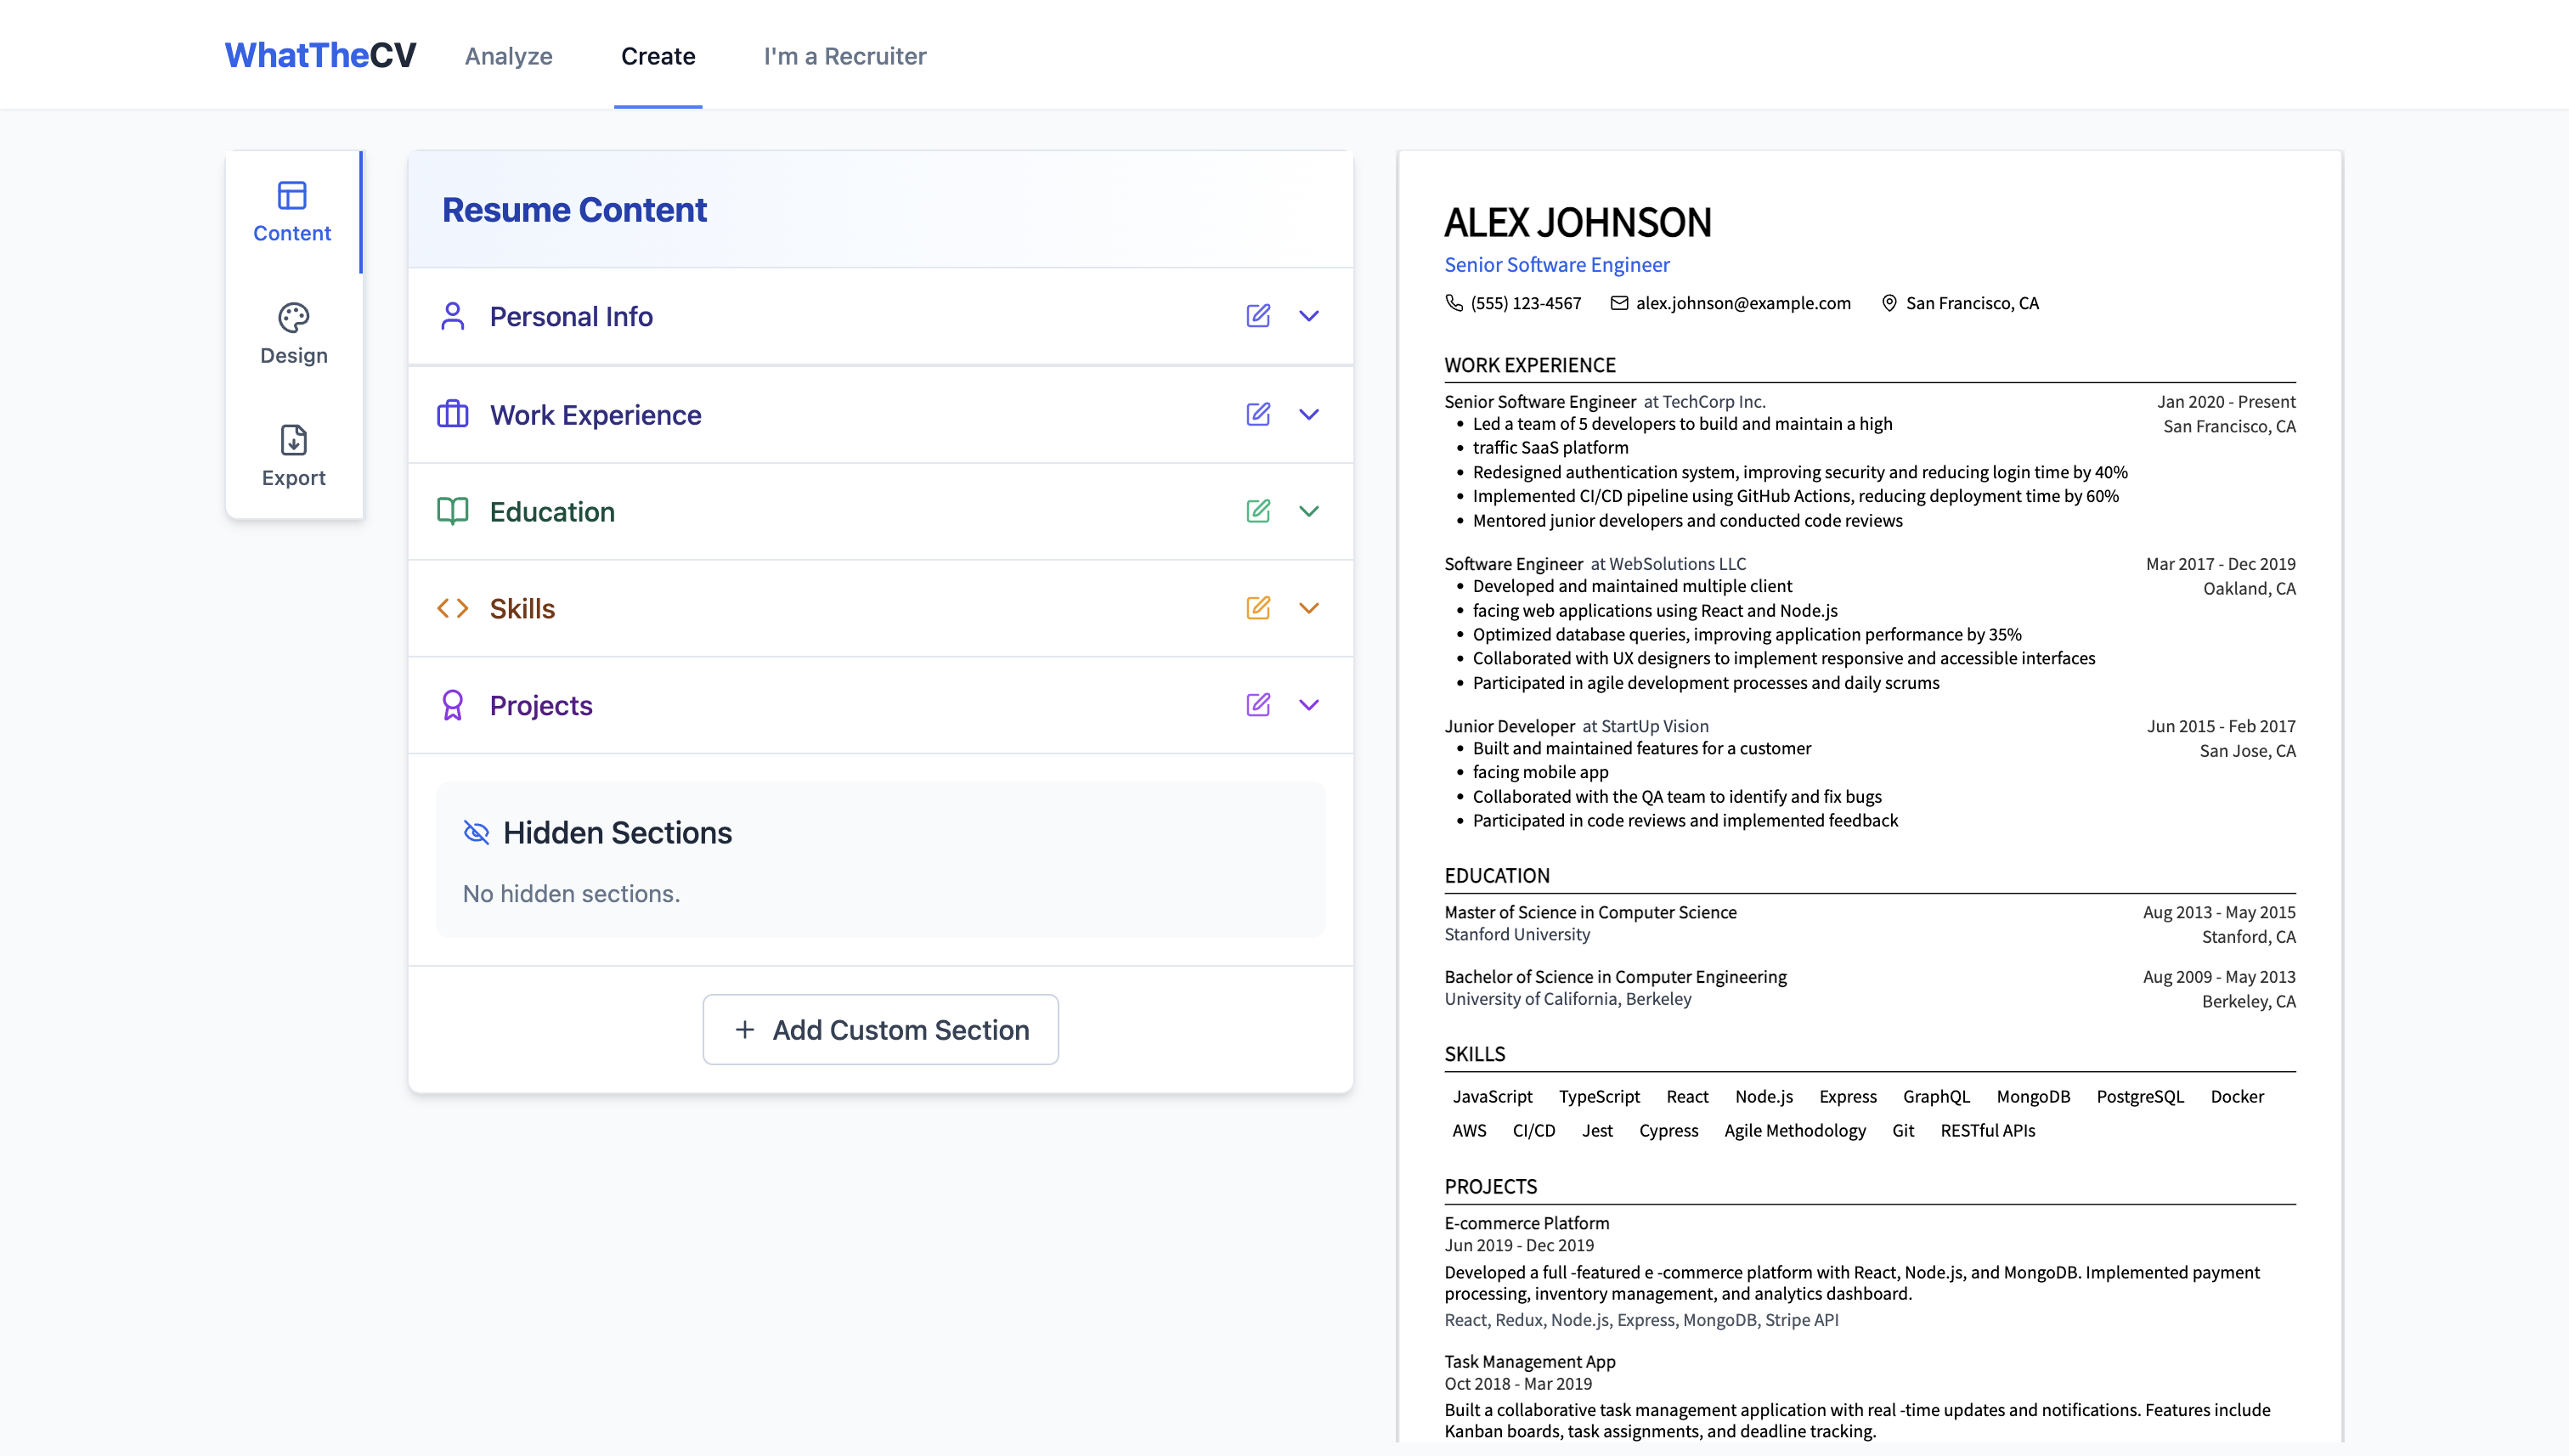 WhatTheCV
Analyze
Create
I'm a Recruiter
Content
Design
Export
Resume Content
Personal Info
Work Experience
Education
Skills
Projects
Hidden Sections
No hidden sections.
+ Add Custom Section
ALEX JOHNSON
Senior Software Engineer
(555) 123-4567 alex.johnson@example.com San Francisco, CA
WORK EXPERIENCE
Senior Software Engineer at TechCorp Inc. Jan 2020 - Present
San Francisco, CA
• Led a team of 5 developers to build and maintain a high
• traffic SaaS platform
• Redesigned authentication system, improving security and reducing login time by 40%
• Implemented CI/CD pipeline using GitHub Actions, reducing deployment time by 60%
• Mentored junior developers and conducted code reviews
Software Engineer at WebSolutions LLC Mar 2017 - Dec 2019
Oakland, CA
• Developed and maintained multiple client
• facing web applications using React and Node.js
• Optimized database queries, improving application performance by 35%
• Collaborated with UX designers to implement responsive and accessible interfaces
• Participated in agile development processes and daily scrums
Junior Developer at StartUp Vision Jun 2015 - Feb 2017
San Jose, CA
• Built and maintained features for a customer
• facing mobile app
• Collaborated with the QA team to identify and fix bugs
• Participated in code reviews and implemented feedback
EDUCATION
Master of Science in Computer Science Aug 2013 - May 2015
Stanford University Stanford, CA
Bachelor of Science in Computer Engineering Aug 2009 - May 2013
University of California, Berkeley Berkeley, CA
SKILLS
JavaScript TypeScript React Node.js Express GraphQL MongoDB PostgreSQL Docker
AWS CI/CD Jest Cypress Agile Methodology Git RESTful APIs
PROJECTS
E-commerce Platform
Jun 2019 - Dec 2019
Developed a full -featured e -commerce platform with React, Node.js, and MongoDB. Implemented payment
processing, inventory management, and analytics dashboard.
React, Redux, Node.js, Express, MongoDB, Stripe API
Task Management App
Oct 2018 - Mar 2019
Built a collaborative task management application with real -time updates and notifications. Features include
Kanban boards, task assignments, and deadline tracking.